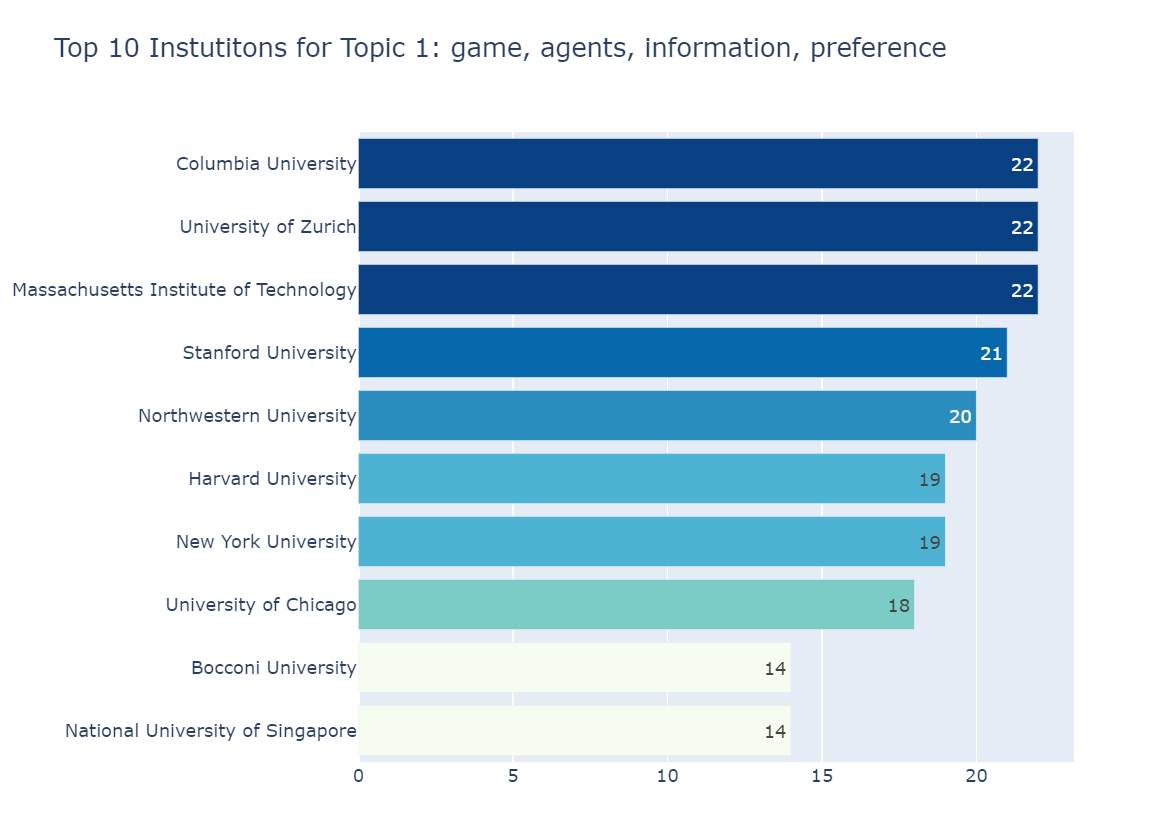 Top 10 Instutitons for Topic 1: game, agents, information, preference
Columbia University 22
University of Zurich 22
Massachusetts Institute of Technology 22
Stanford University 21
Northwestern University 20
Harvard University 19
New York University 19
University of Chicago 18
Bocconi University 14
National University of Singapore 14
0 5 10 15 20